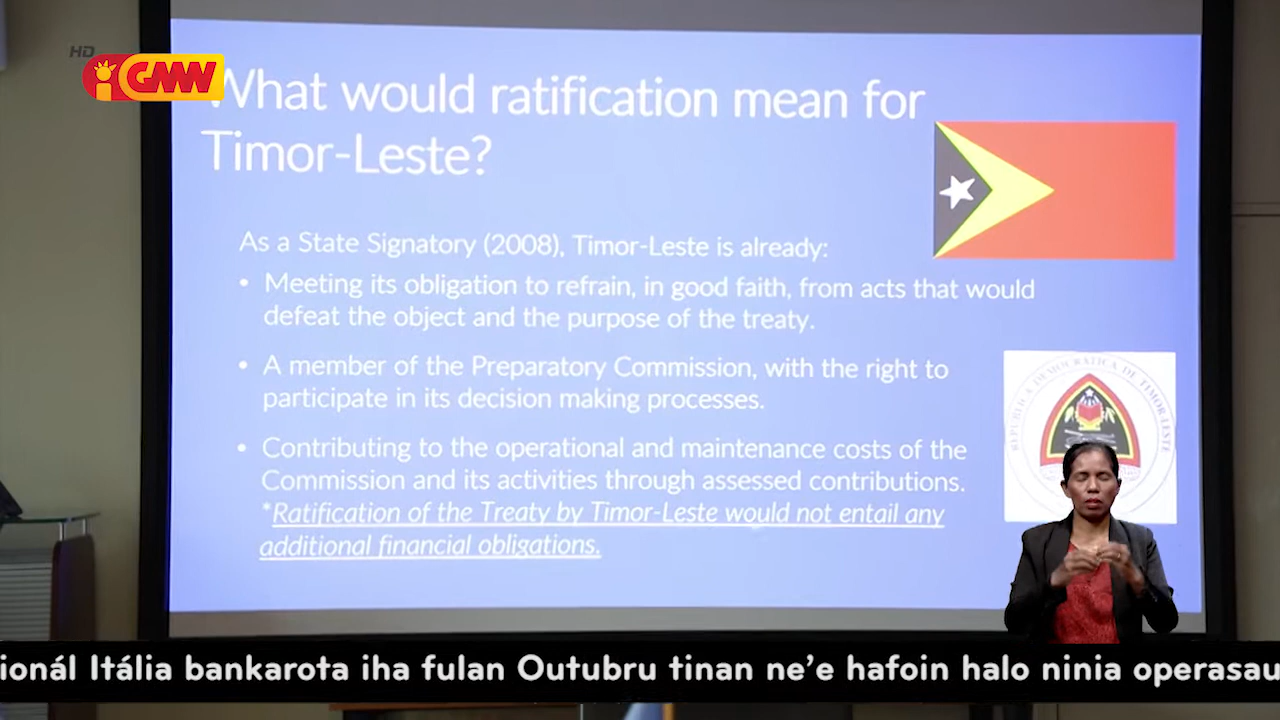 HD
GMN
What would ratification mean for
Timor-Leste?
As a State Signatory (2008), Timor-Leste is already:
• Meeting its obligation to refrain, in good faith, from acts that would
defeat the object and the purpose of the treaty.
• A member of the Preparatory Commission, with the right to
participate in its decision making processes.
• Contributing to the operational and maintenance costs of the
Commission and its activities through assessed contributions.
*Ratification of the Treaty by Timor-Leste would not entail any
additional financial obligations.
REPUBLICA DEMOCRATICA DE TIMOR-LESTE
ionál Itália bankarota iha fulan Outubru tinan ne'e hafoin halo ninia operasau